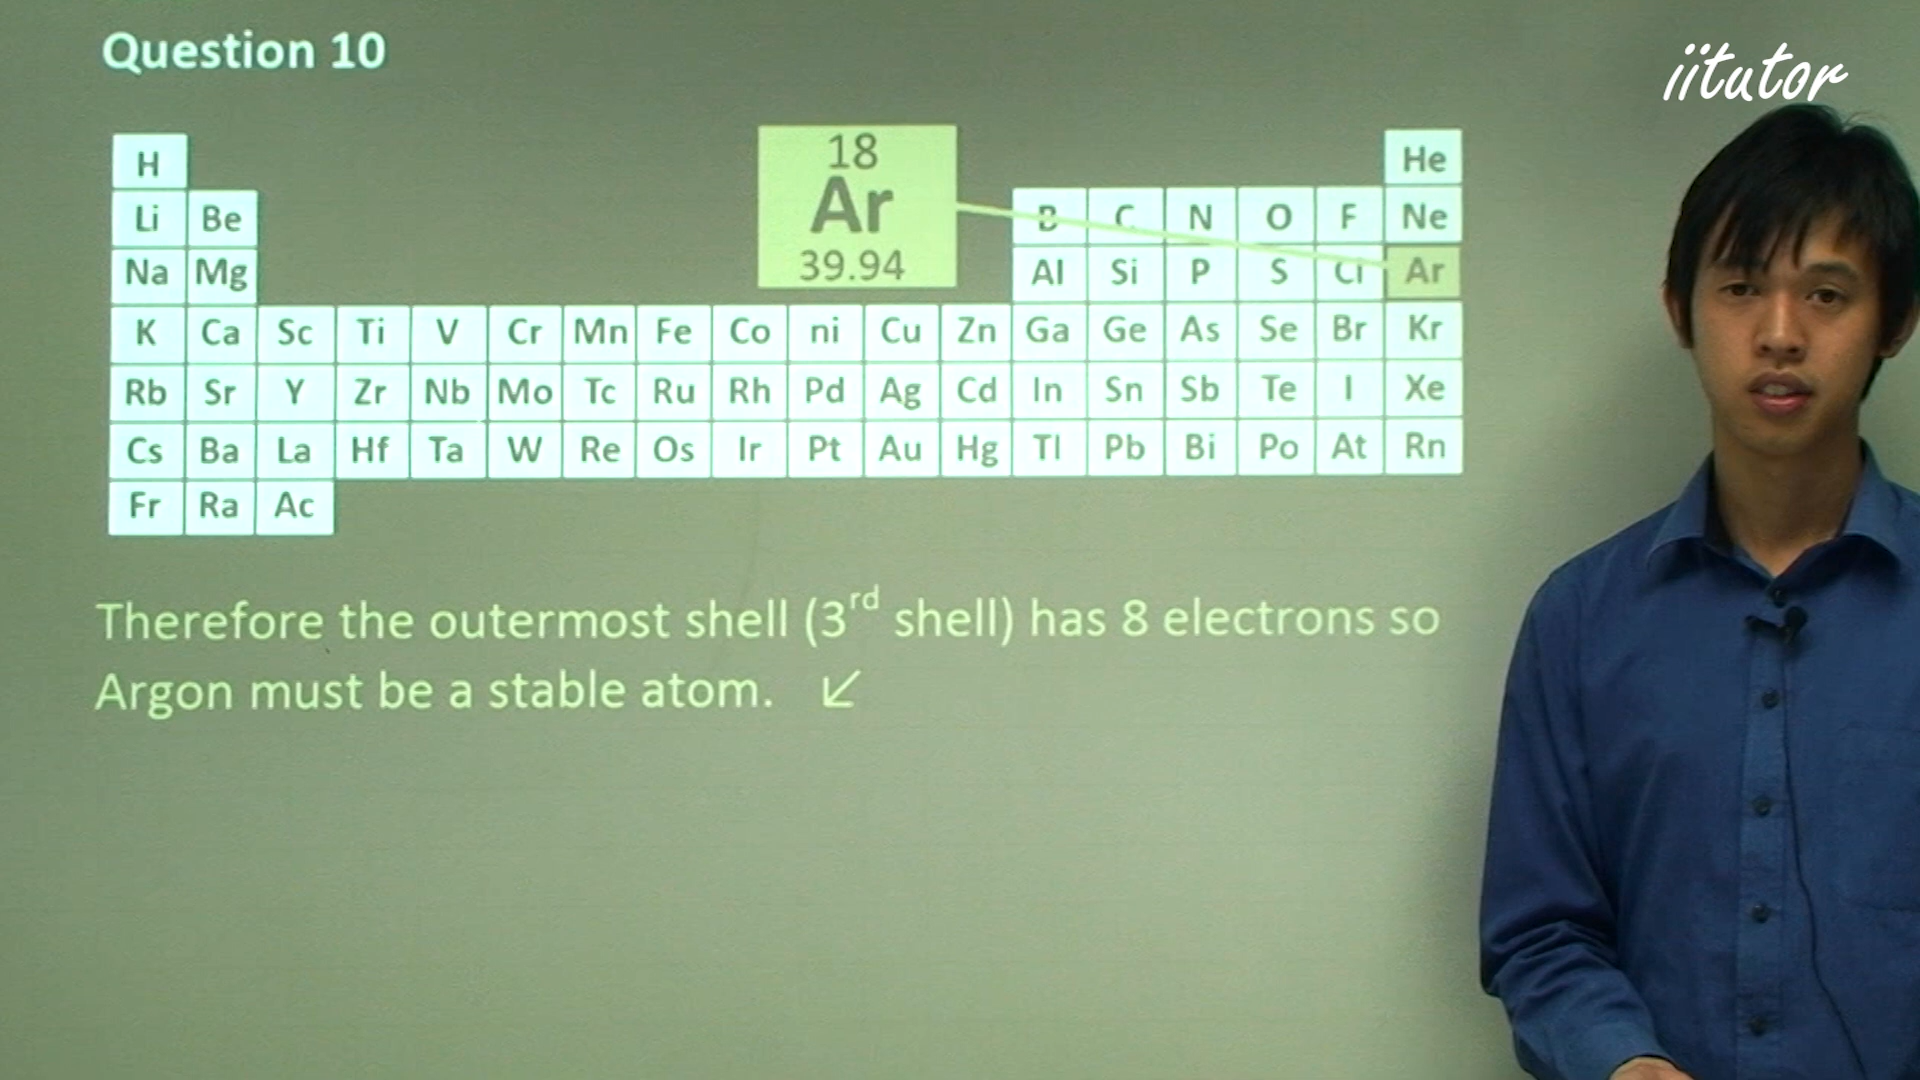 Question 10
iitutor
18
Ar
39.94
H He
Li Be B C N O F Ne
Na Mg Al Si P S Cl Ar
K Ca Sc Ti V Cr Mn Fe Co ni Cu Zn Ga Ge As Se Br Kr
Rb Sr Y Zr Nb Mo Tc Ru Rh Pd Ag Cd In Sn Sb Te I Xe
Cs Ba La Hf Ta W Re Os Ir Pt Au Hg Tl Pb Bi Po At Rn
Fr Ra Ac
Therefore the outermost shell (3rd shell) has 8 electrons so
Argon must be a stable atom. ↙